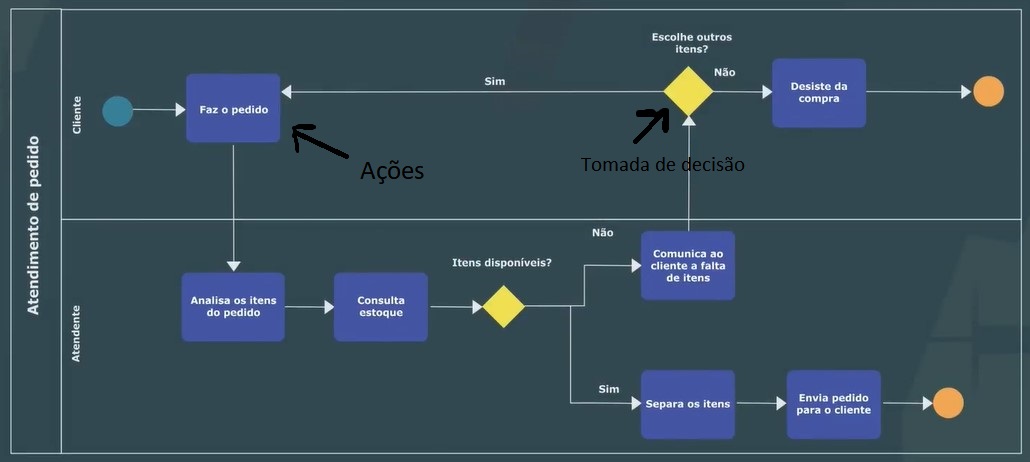 Atendimento de pedido
Cliente
Faz o pedido
Ações
Sim
Escolhe outros
itens?
Não
Tomada de decisão
Desiste da
compra
Atendente
Analisa os itens
do pedido
Consulta
estoque
Itens disponíveis?
Não
Comunica ao
cliente a falta
de itens
Sim
Separa os itens
Envia pedido
para o cliente